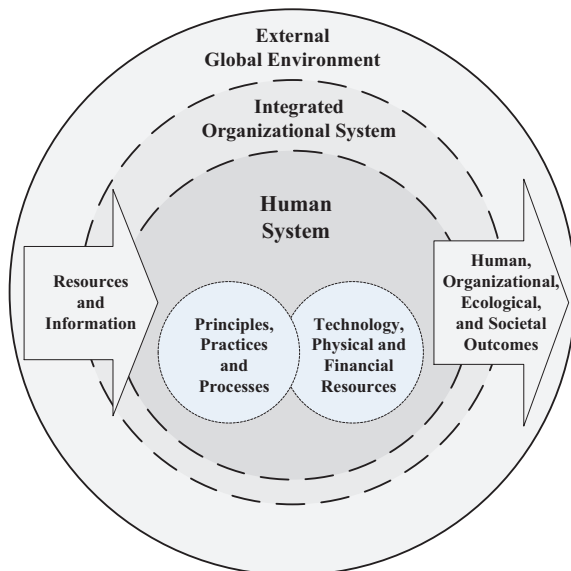 External
Global Environment
Integrated
Organizational System
Human
System
Resources
and
Information
Principles,
Practices
and
Processes
Technology,
Physical and
Financial
Resources
Human,
Organizational,
Ecological,
and Societal
Outcomes